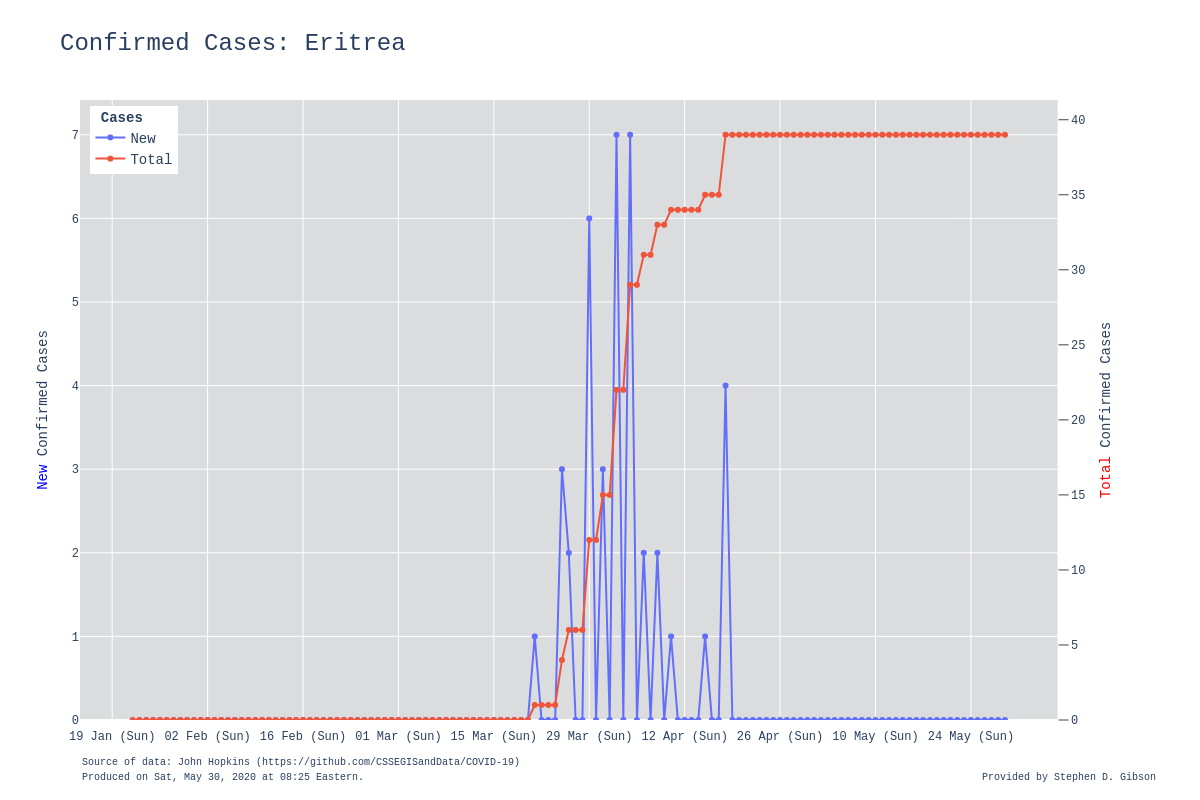 Confirmed Cases: Eritrea
Cases
New
Total
7
6
5
4
3
2
1
0
40
35
30
25
20
15
10
5
0
New Confirmed Cases
Total Confirmed Cases
19 Jan (Sun) 02 Feb (Sun) 16 Feb (Sun) 01 Mar (Sun) 15 Mar (Sun) 29 Mar (Sun) 12 Apr (Sun) 26 Apr (Sun) 10 May (Sun) 24 May (Sun)
Source of data: John Hopkins (https://github.com/CSSEGISandData/COVID-19)
Produced on Sat, May 30, 2020 at 08:25 Eastern.
Provided by Stephen D. Gibson